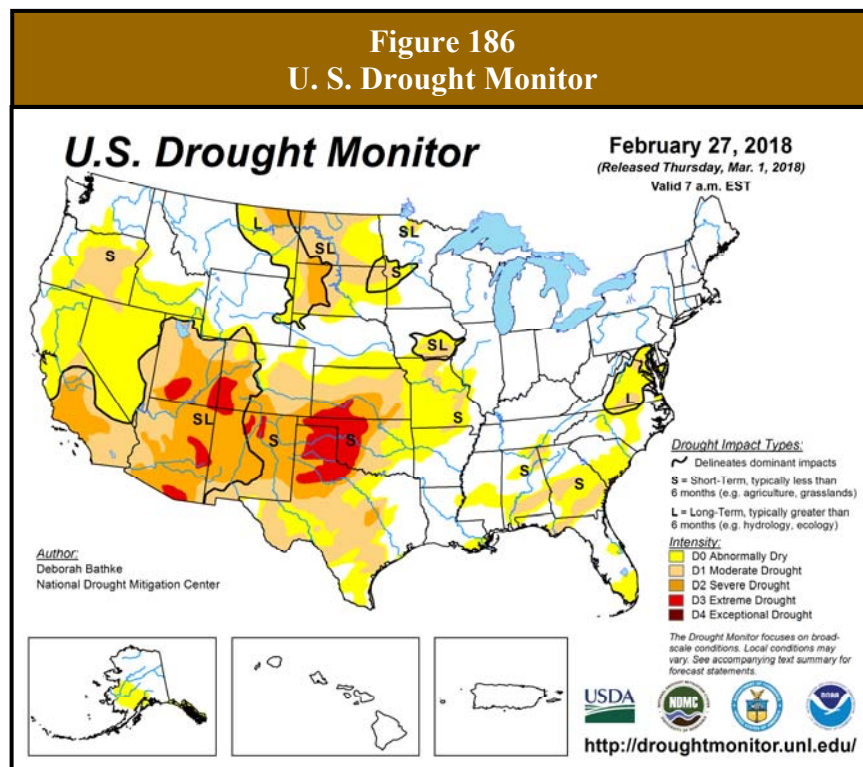 Figure 186
U. S. Drought Monitor
U.S. Drought Monitor
February 27, 2018
(Released Thursday, Mar. 1, 2018)
Valid 7 a.m. EST
L
SL
SL
S
S
SL
L
S
SL
S
S
S
S
Drought Impact Types:
Delineates dominant impacts
S = Short-Term, typically less than
6 months (e.g. agriculture, grasslands)
L = Long-Term, typically greater than
6 months (e.g. hydrology, ecology)
Intensity:
D0 Abnormally Dry
D1 Moderate Drought
D2 Severe Drought
D3 Extreme Drought
D4 Exceptional Drought
Author:
Deborah Bathke
National Drought Mitigation Center
The Drought Monitor focuses on broad-
scale conditions. Local conditions may
vary. See accompanying text summary for
forecast statements.
USDA
NDMC
http://droughtmonitor.unl.edu/